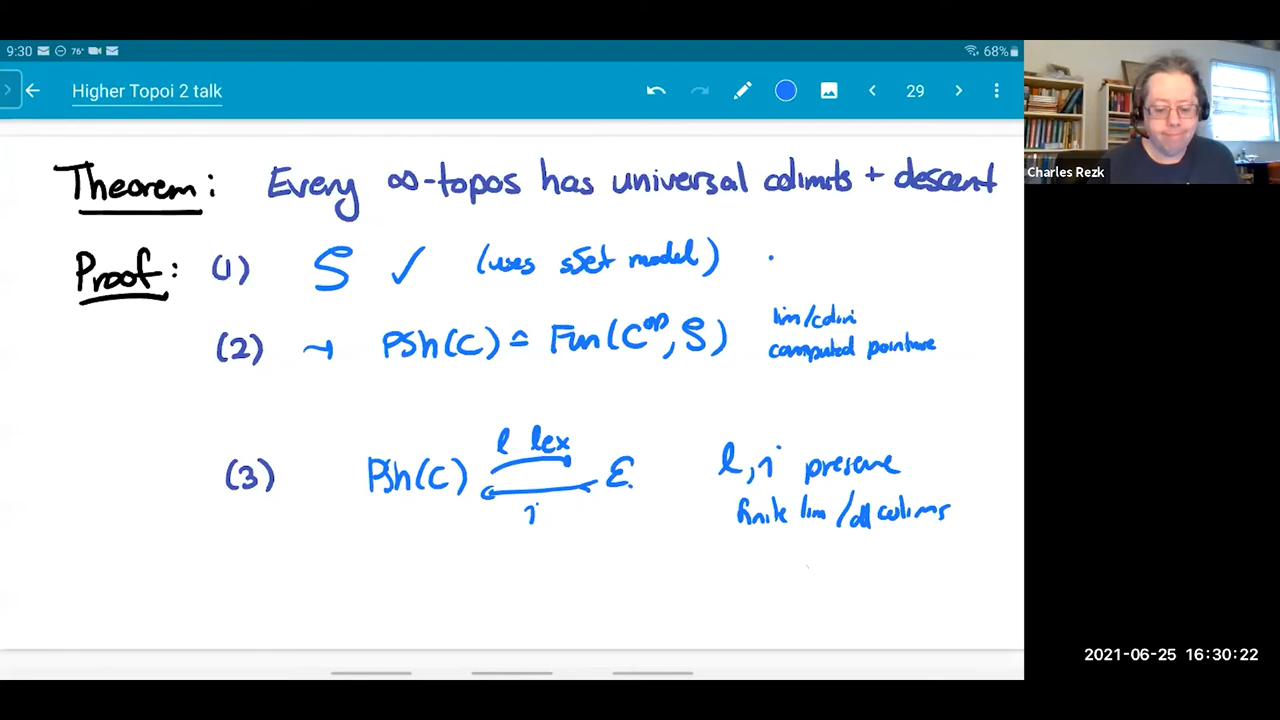 9:30 76° 68%
Higher Topoi 2 talk 29
Charles Rezk
Theorem: Every ∞-topos has universal colimits + descent
Proof: (1) S ✓ (uses sSet model)
(2) → PSh(C) = Fun(C^op, S) lim/colim
computed pointwise
(3) PSh(C) ℓ lex ε. ℓ, i preserve
i finite lim/all colims
2021-06-25 16:30:22